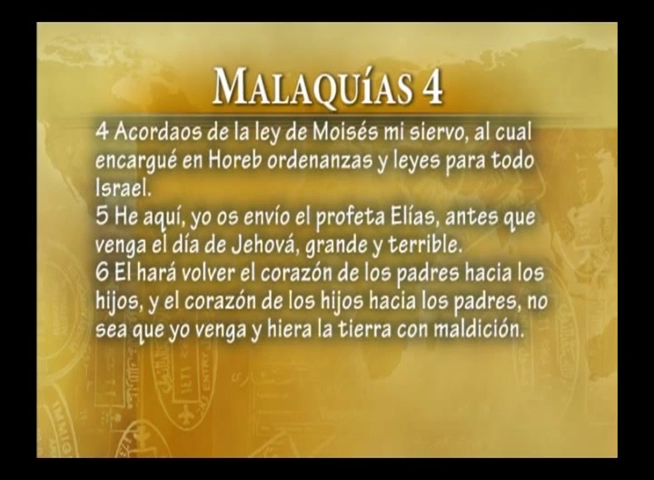 MALAQUÍAS 4
4 Acordaos de la ley de Moisés mi siervo, al cual
encargué en Horeb ordenanzas y leyes para todo
Israel.
5 He aquí, yo os envío el profeta Elías, antes que
venga el día de Jehová, grande y terrible.
6 El hará volver el corazón de los padres hacia los
hijos, y el corazón de los hijos hacia los padres, no
sea que yo venga y hiera la tierra con maldición.